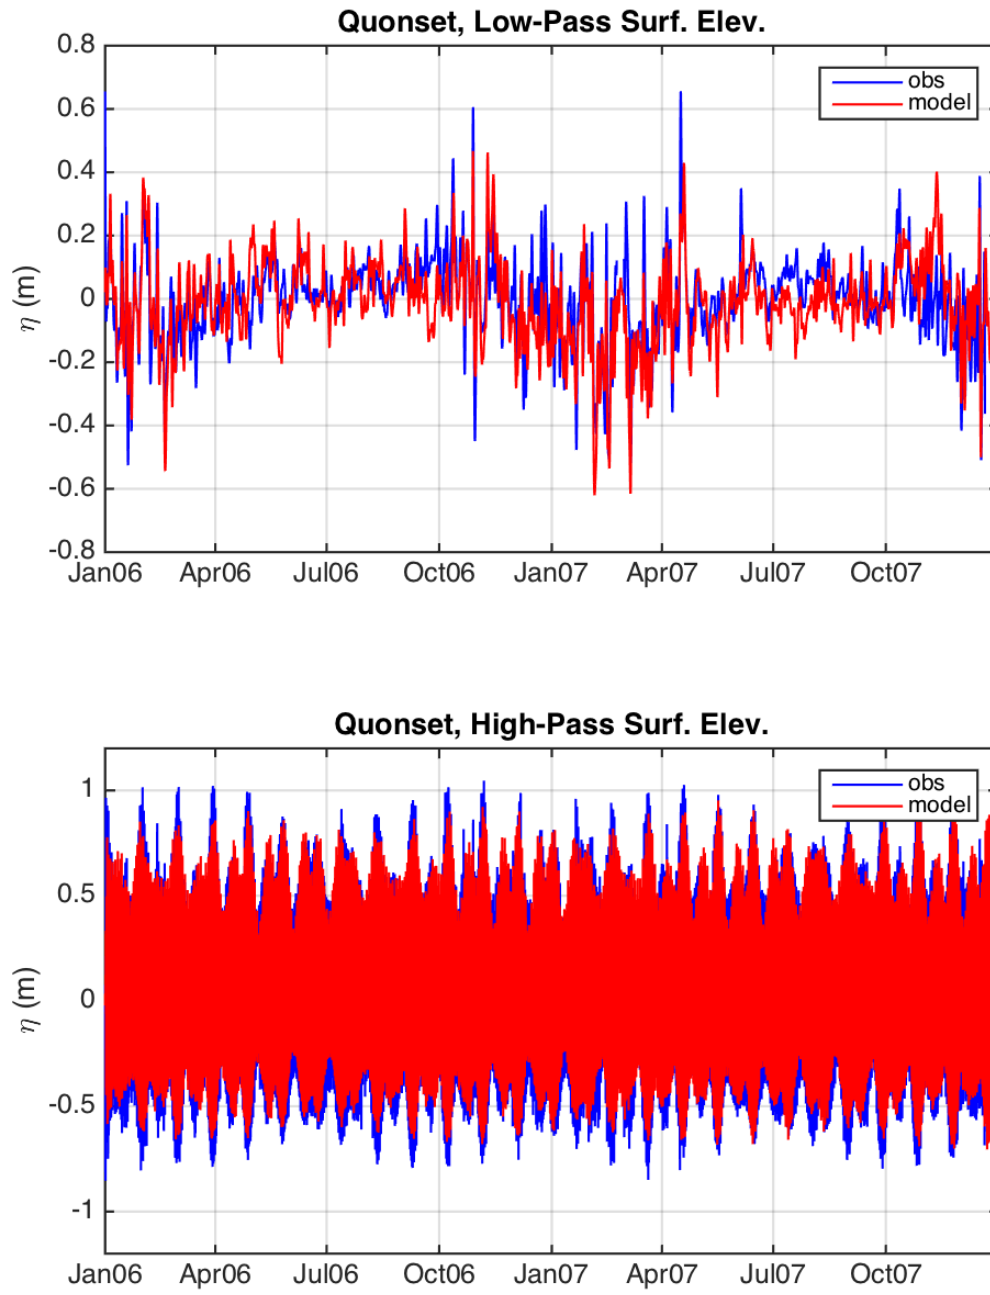 Quonset, Low-Pass Surf. Elev.
0.8
0.6
0.4
0.2
0
-0.2
-0.4
-0.6
-0.8
η (m)
obs
model
Jan06 Apr06 Jul06 Oct06 Jan07 Apr07 Jul07 Oct07
Quonset, High-Pass Surf. Elev.
1
0.5
0
-0.5
-1
η (m)
obs
model
Jan06 Apr06 Jul06 Oct06 Jan07 Apr07 Jul07 Oct07